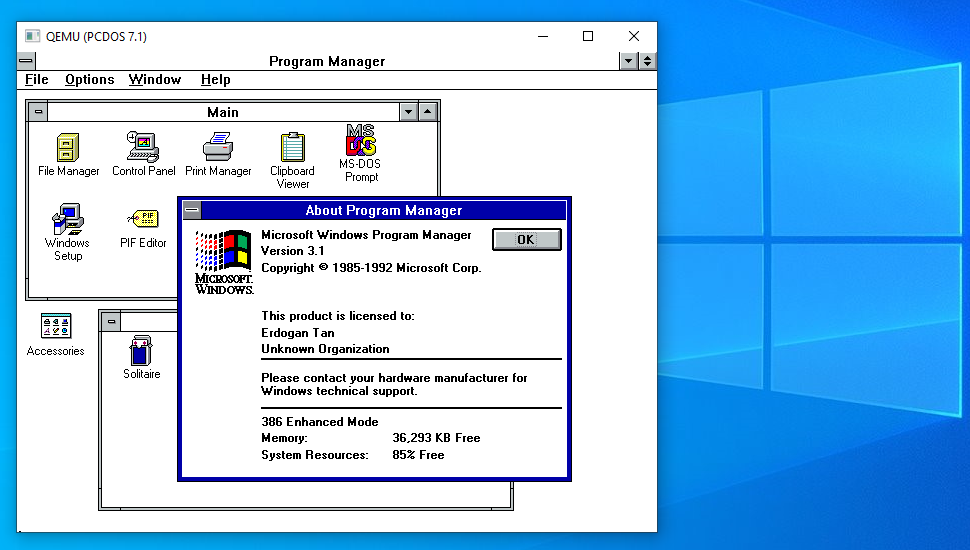 QEMU (PCDOS 7.1)
Program Manager
File Options Window Help
Main
File Manager
Control Panel
Print Manager
Clipboard
Viewer
MS
DOS
MS-DOS
Prompt
Windows
Setup
PIF
PIF Editor
About Program Manager
MICROSOFT.
WINDOWS.
Microsoft Windows Program Manager
Version 3.1
Copyright © 1985-1992 Microsoft Corp.
OK
This product is licensed to:
Erdogan Tan
Unknown Organization
Please contact your hardware manufacturer for
Windows technical support.
386 Enhanced Mode
Memory: 36,293 KB Free
System Resources: 85% Free
Accessories
Solitaire